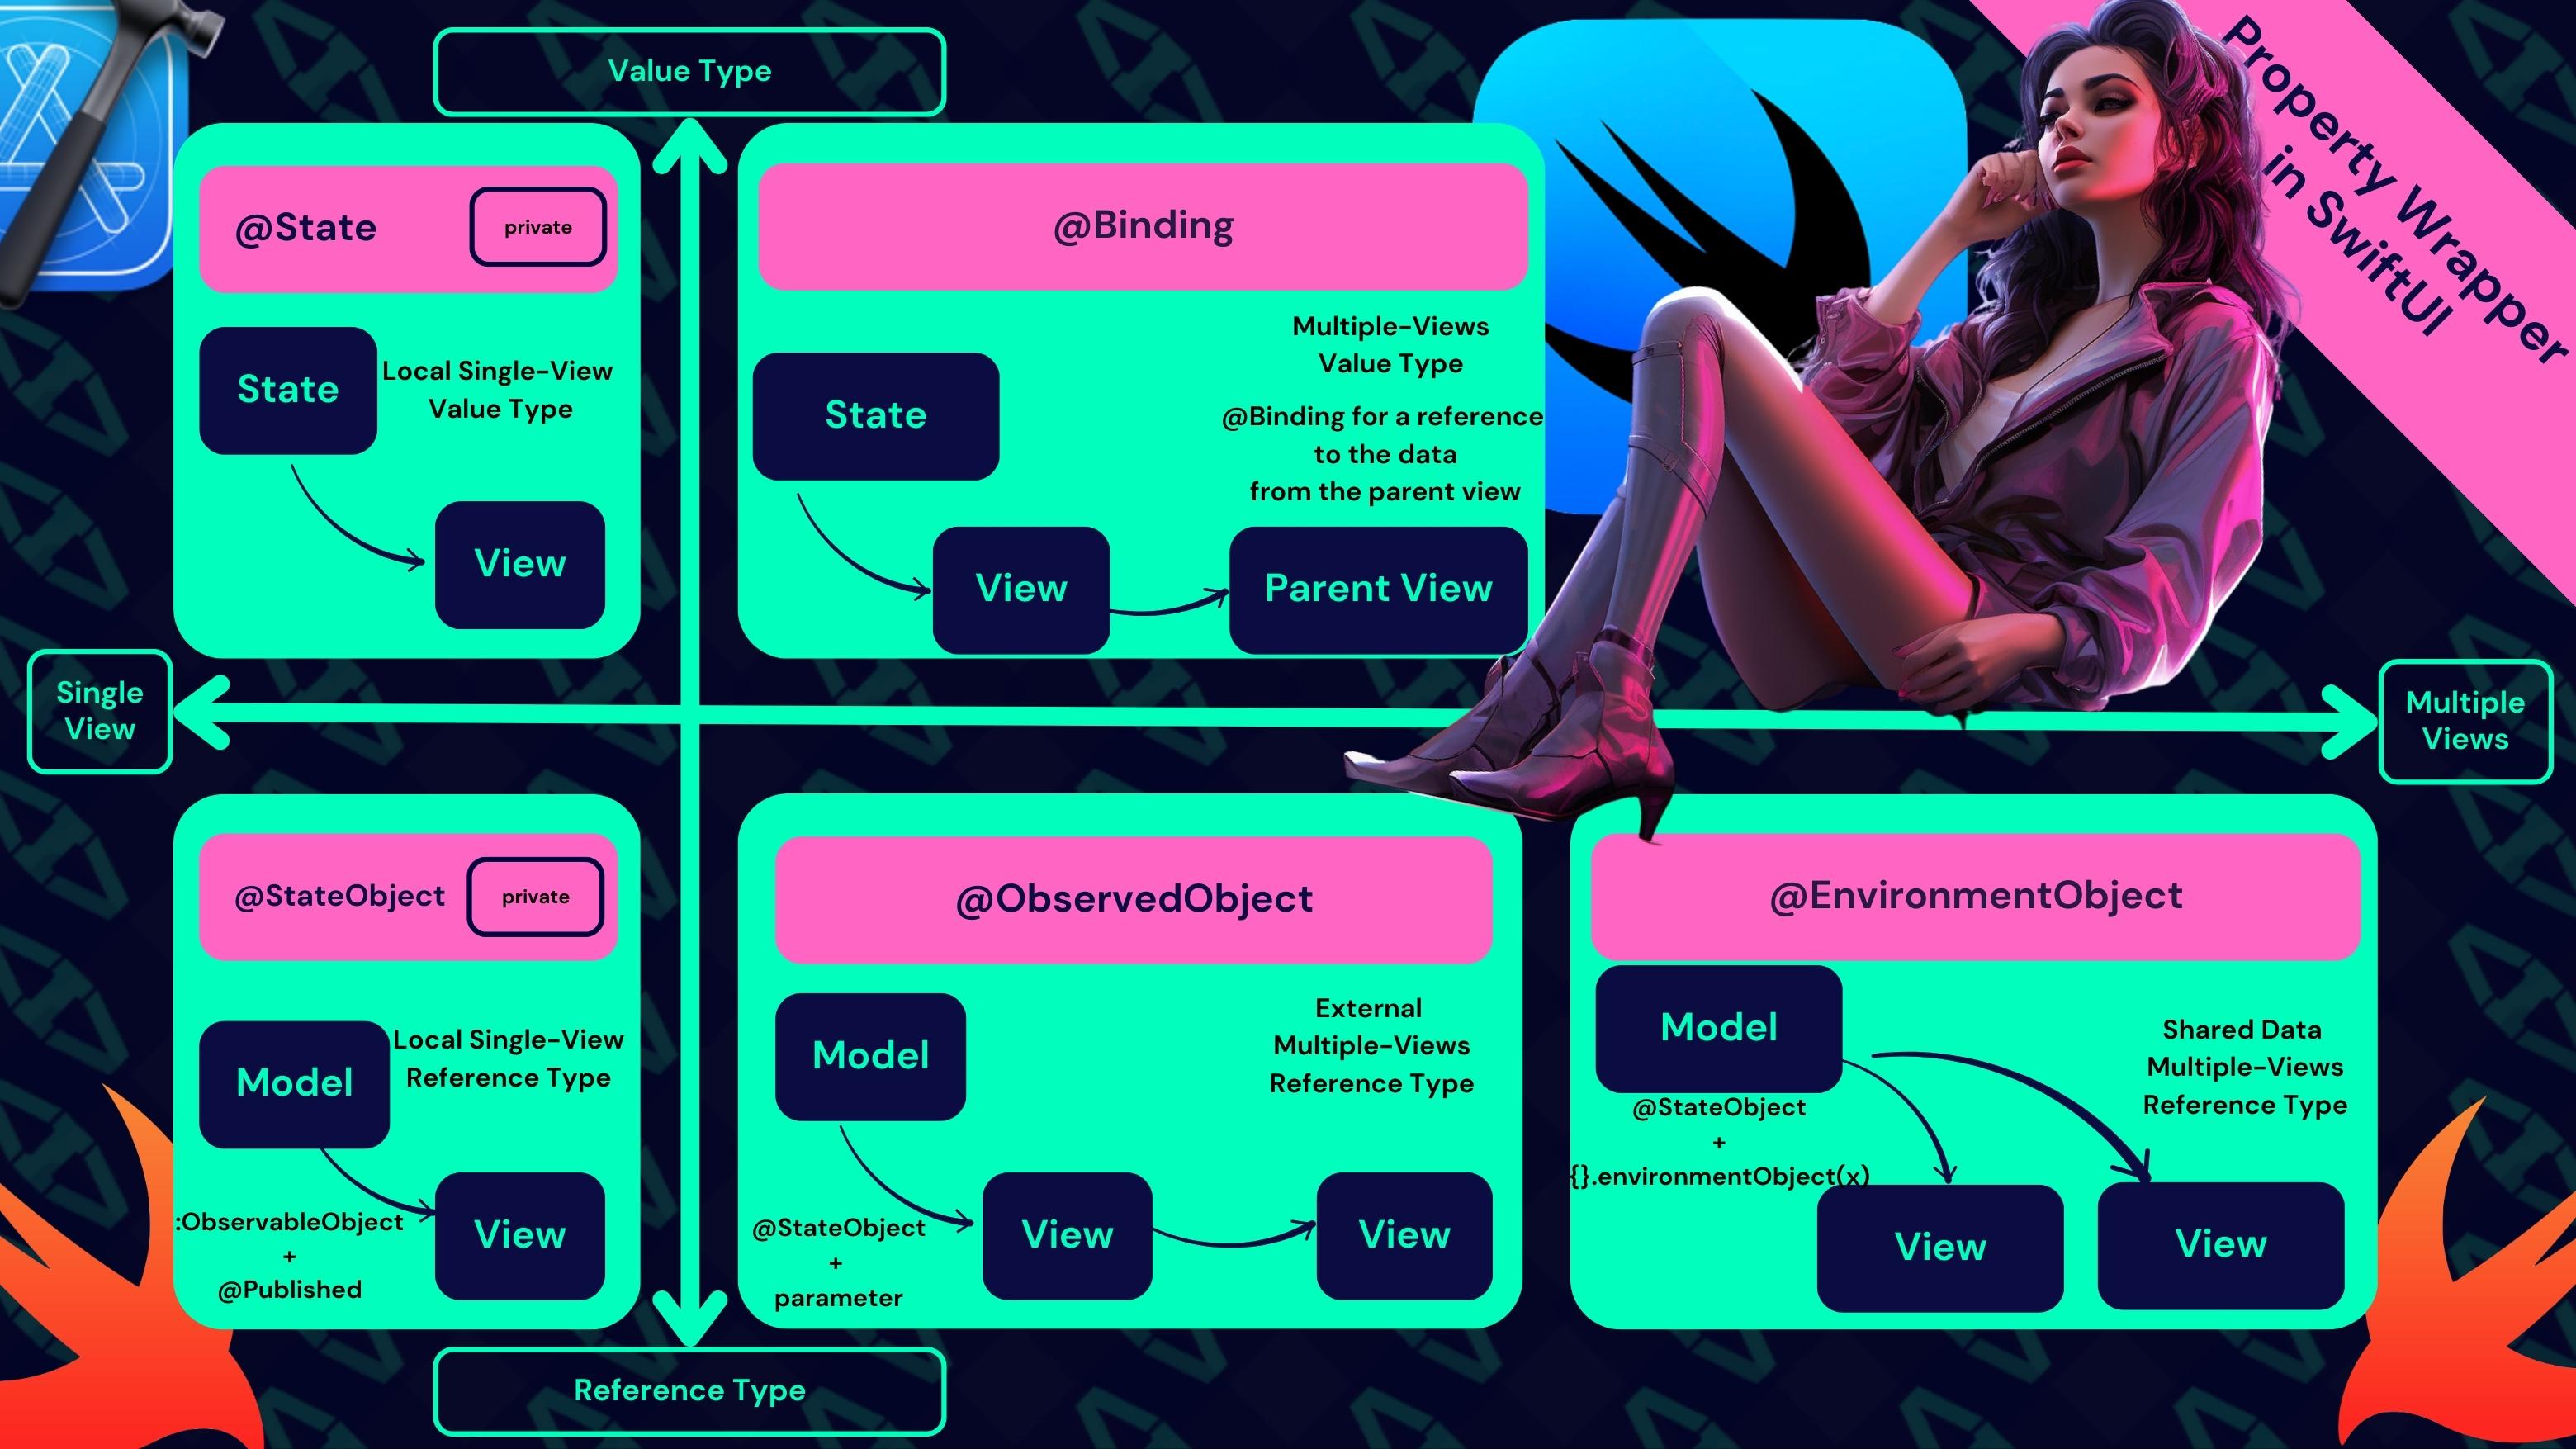 Value Type
Property Wrapper
in SwiftUI
@State
private
State
Local Single-View
Value Type
View
@Binding
Multiple-Views
Value Type
@Binding for a reference
to the data
from the parent view
State
View
Parent View
Single
View
Multiple
Views
@StateObject
private
Model
Local Single-View
Reference Type
:ObservableObject
+
@Published
View
@ObservedObject
Model
External
Multiple-Views
Reference Type
@StateObject
+
parameter
View
View
@EnvironmentObject
Model
Shared Data
Multiple-Views
Reference Type
@StateObject
+
{}.environmentObject(x)
View
View
Reference Type